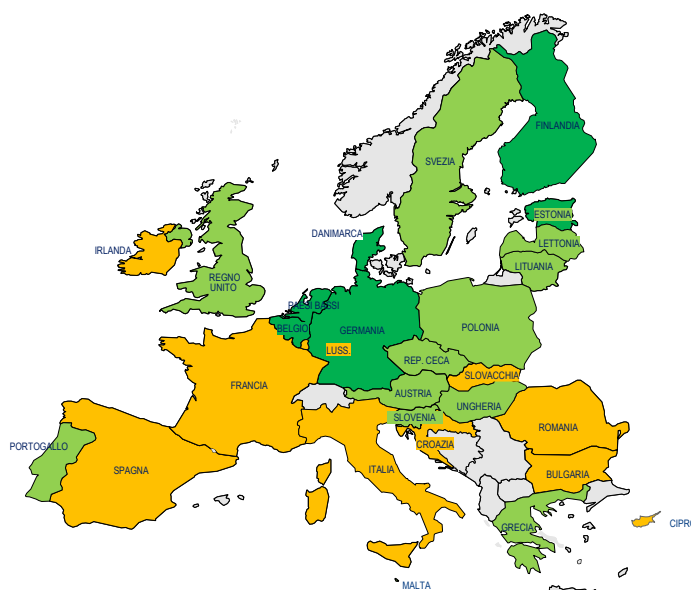 FINLANDIA
SVEZIA
ESTONIA
DANIMARCA
LETTONIA
IRLANDA
LITUANIA
REGNO
UNITO
PAESI BASSI
BELGIO
GERMANIA
POLONIA
LUSS.
REP. CECA
SLOVACCHIA
FRANCIA
AUSTRIA
UNGHERIA
SLOVENIA
ROMANIA
CROAZIA
PORTOGALLO
SPAGNA
ITALIA
BULGARIA
GRECIA
CIPRO
MALTA